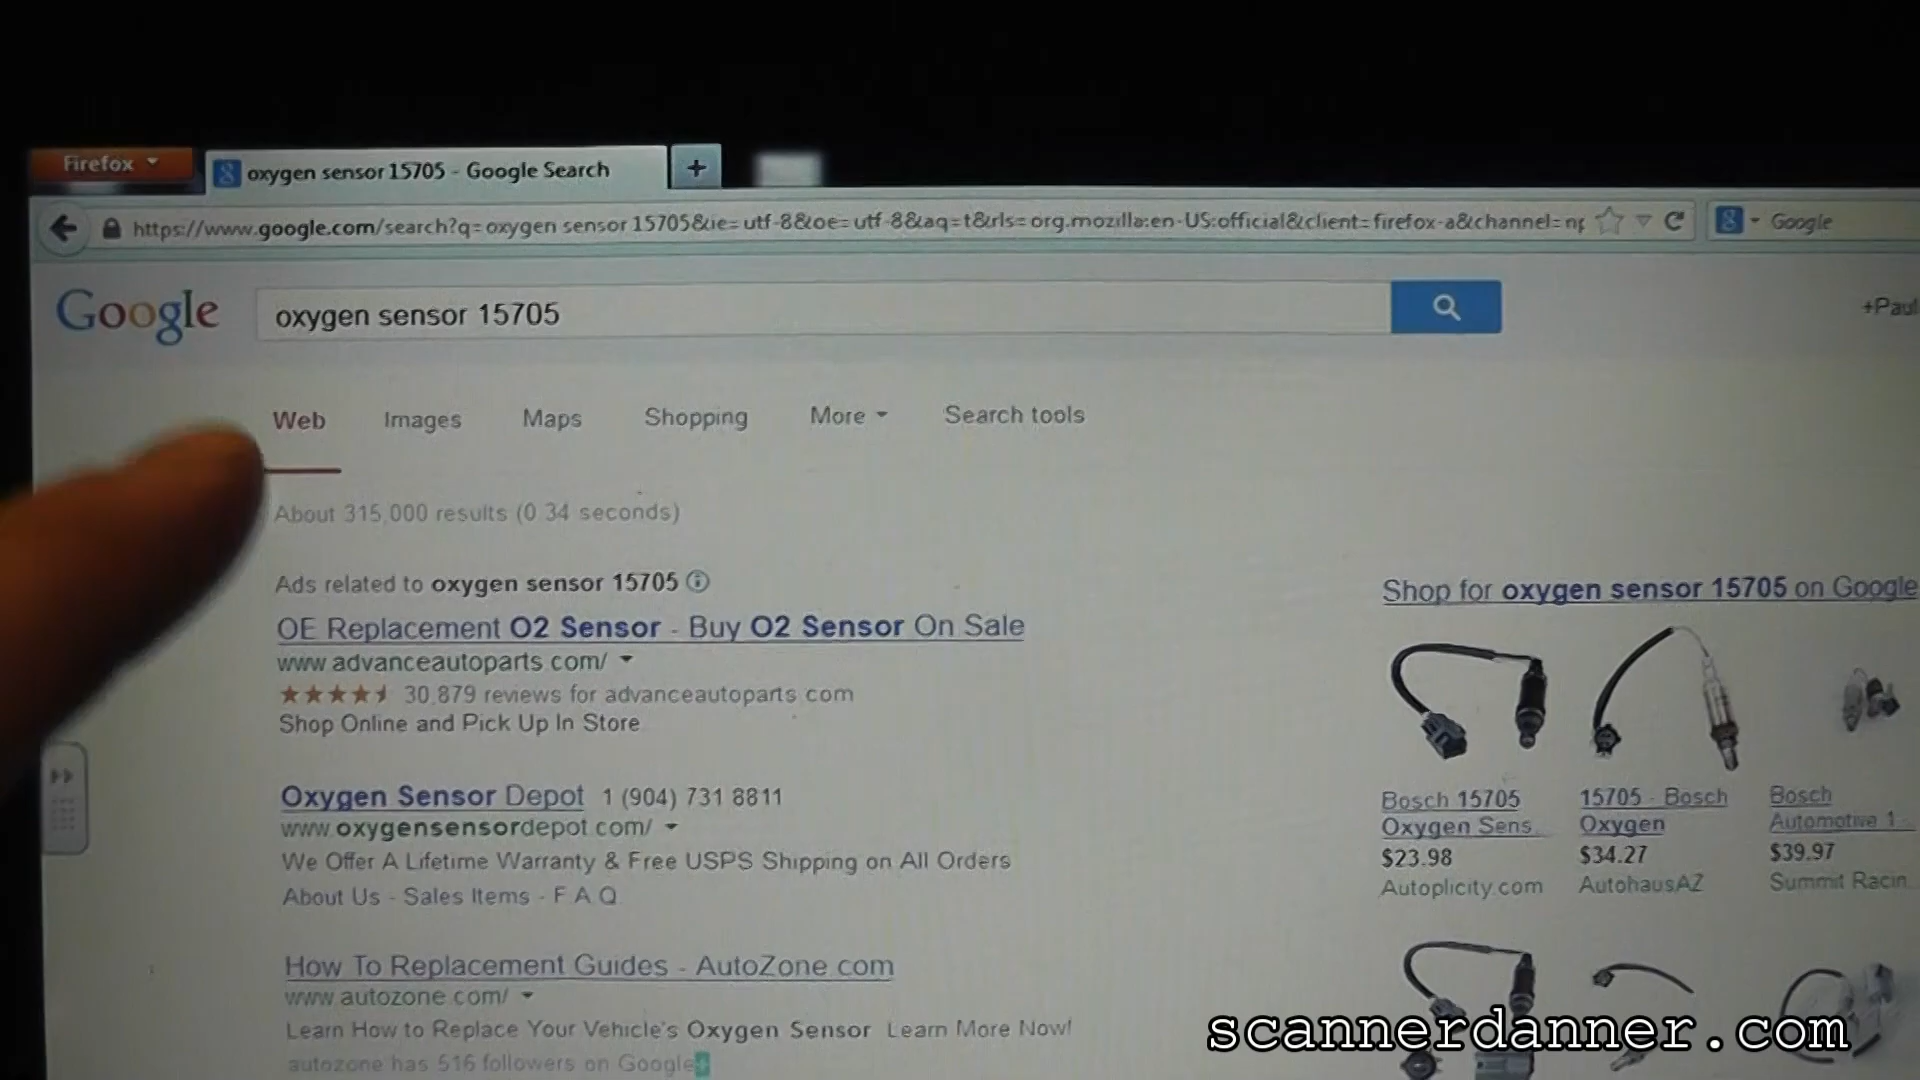 Firefox
oxygen sensor 15705 - Google Search
+
https://www.google.com/search?q=oxygen sensor 15705&ie=utf-8&oe=utf-8&aq=t&rls=org.mozilla:en-US:official&client=firefox-a&channel=np
Google
Google
oxygen sensor 15705
+Paul
Web Images Maps Shopping More Search tools
About 315,000 results (0.34 seconds)
Ads related to oxygen sensor 15705
OE Replacement O2 Sensor - Buy O2 Sensor On Sale
www.advanceautoparts.com/
30,879 reviews for advanceautoparts.com
Shop Online and Pick Up In Store
Oxygen Sensor Depot 1 (904) 731 8811
www.oxygensensordepot.com/
We Offer A Lifetime Warranty & Free USPS Shipping on All Orders
About Us - Sales Items - F A Q
How To Replacement Guides - AutoZone.com
www.autozone.com/
Learn How to Replace Your Vehicle's Oxygen Sensor Learn More Now!
autozone has 516 followers on Google+
Shop for oxygen sensor 15705 on Google
Bosch 15705
Oxygen Sens...
$23.98
Autoplicity.com
15705 - Bosch
Oxygen
$34.27
AutohausAZ
Bosch
Automotive 1...
$39.97
Summit Racin
scannerdanner.com